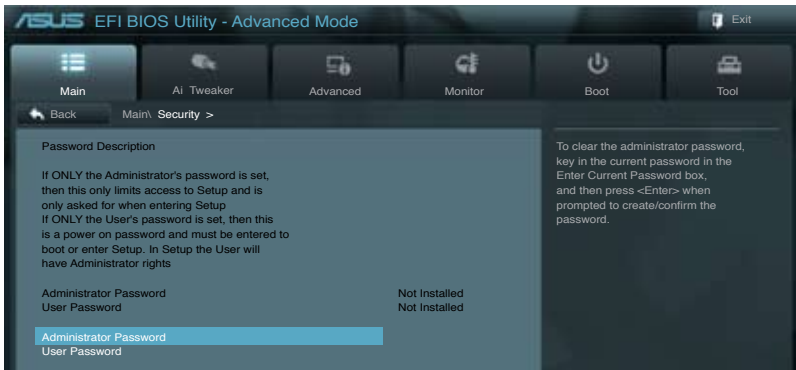 ASUS EFI BIOS Utility - Advanced Mode
Exit
Main
Ai Tweaker
Advanced
Monitor
Boot
Tool
Back
Main\ Security >
Password Description
If ONLY the Administrator's password is set,
then this only limits access to Setup and is
only asked for when entering Setup
If ONLY the User's password is set, then this
is a power on password and must be entered to
boot or enter Setup. In Setup the User will
have Administrator rights
Administrator Password Not Installed
User Password Not Installed
Administrator Password
User Password
To clear the administrator password,
key in the current password in the
Enter Current Password box,
and then press <Enter> when
prompted to create/confirm the
password.